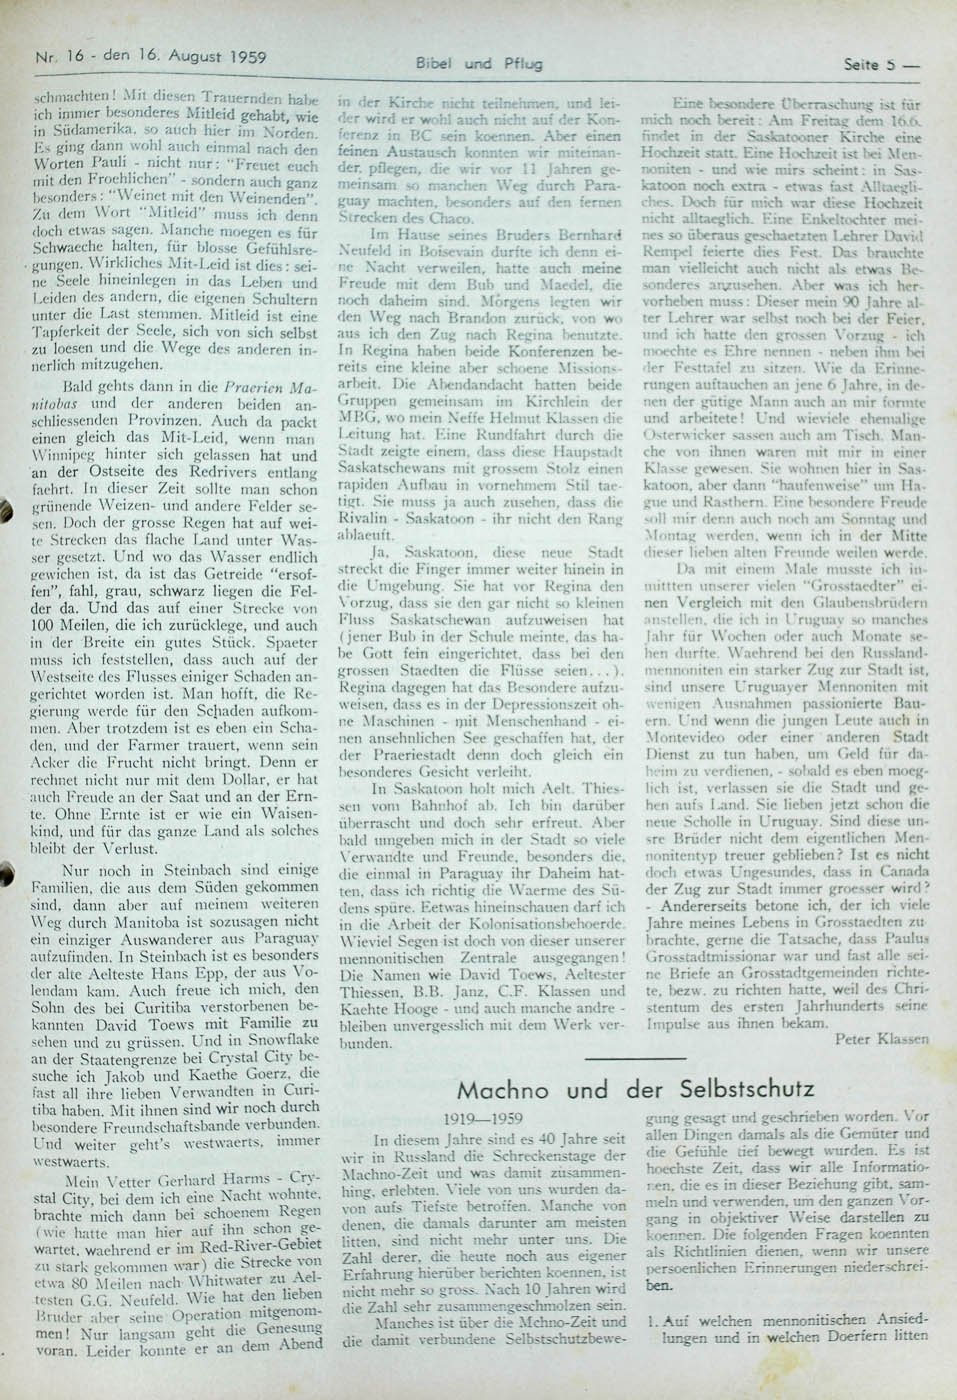 Nr. 16 - den 16. August 1959
Bibel und Pflug
Seite 5 —
schmachten! Mit diesen Trauernden habe
ich immer besonderes Mitleid gehabt, wie
in Südamerika, so auch hier im Norden.
Es ging dann wohl auch einmal nach den
Worten Pauli - nicht nur: "Freuet euch
mit den Froehlichen" - sondern auch ganz
besonders: "Weinet mit den Weinenden".
Zu dem Wort "Mitleid" muss ich denn
doch etwas sagen. Manche moegen es für
Schwaeche halten, für blosse Gefühlsre-
gungen. Wirkliches Mit-Leid ist dies: sei-
ne Seele hineinlegen in das Leben und
Leiden des andern, die eigenen Schultern
unter die Last stemmen. Mitleid ist eine
Tapferkeit der Seele, sich von sich selbst
zu loesen und die Wege des anderen in-
nerlich mitzugehen.
Bald gehts dann in die Praerien Ma-
nitobas und der anderen beiden an-
schliessenden Provinzen. Auch da packt
einen gleich das Mit-Leid, wenn man
Winnipeg hinter sich gelassen hat und
an der Ostseite des Redrivers entlang
faehrt. In dieser Zeit sollte man schon
grünende Weizen- und andere Felder se-
sen. Doch der grosse Regen hat auf wei-
te Strecken das flache Land unter Was-
ser gesetzt. Und wo das Wasser endlich
gewichen ist, da ist das Getreide "ersof-
fen", fahl, grau, schwarz liegen die Fel-
der da. Und das auf einer Strecke von
100 Meilen, die ich zurücklege, und auch
in der Breite ein gutes Stück. Spaeter
muss ich feststellen, dass auch auf der
Westseite des Flusses einiger Schaden an-
gerichtet worden ist. Man hofft, die Re-
gierung werde für den Schaden aufkom-
men. Aber trotzdem ist es eben ein Scha-
den, und der Farmer trauert, wenn sein
Acker die Frucht nicht bringt. Denn er
rechnet nicht nur mit dem Dollar, er hat
auch Freude an der Saat und an der Ern-
te. Ohne Ernte ist er wie ein Waisen-
kind, und für das ganze Land als solches
bleibt der Verlust.
Nur noch in Steinbach sind einige
Familien, die aus dem Süden gekommen
sind, dann aber auf meinem weiteren
Weg durch Manitoba ist sozusagen nicht
ein einziger Auswanderer aus Paraguay
aufzufinden. In Steinbach ist es besonders
der alte Aelteste Hans Epp, der aus Vo-
lendam kam. Auch freue ich mich, den
Sohn des bei Curitiba verstorbenen be-
kannten David Toews mit Familie zu
sehen und zu grüssen. Und in Snowflake
an der Staatengrenze bei Crystal City be-
suche ich Jakob und Kaethe Goerz, die
fast all ihre lieben Verwandten in Curi-
tiba haben. Mit ihnen sind wir noch durch
besondere Freundschaftsbande verbunden.
Und weiter geht's westwaerts, immer
westwaerts.
Mein Vetter Gerhard Harms - Cry-
stal City, bei dem ich eine Nacht wohnte,
brachte mich dann bei schoenem Regen
(wie hatte man hier auf ihn schon ge-
wartet, waehrend er im Red-River-Gebiet
zu stark gekommen war) die Strecke von
etwa 80 Meilen nach Whitwater zu Ael-
testen G.G. Neufeld. Wie hat den lieben
Bruder aber seine Operation mitgenom-
men! Nur langsam geht die Genesung
voran. Leider konnte er an dem Abend
in der Kirche nicht teilnehmen, und lei-
der wird er wohl auch nicht auf der Kon-
ferenz in BC sein koennen. Aber einen
feinen Austausch konnten wir miteinan-
der pflegen, die wir vor 11 Jahren ge-
meinsam so manchen Weg durch Para-
guay machten, besonders auf den fernen
Strecken des Chaco.
Im Hause seines Bruders Bernhard
Neufeld in Boisevain durfte ich denn ei-
ne Nacht verweilen, hatte auch meine
Freude mit dem Bub und Maedel, die
noch daheim sind. Morgens legten wir
den Weg nach Brandon zurück, von wo
aus ich den Zug nach Regina benutzte.
In Regina haben beide Konferenzen be-
reits eine kleine aber schoene Missions-
arbeit. Die Abendandacht hatten beide
Gruppen gemeinsam im Kirchlein der
MBG, wo mein Neffe Helmut Klassen die
Leitung hat. Eine Rundfahrt durch die
Stadt zeigte einem, dass diese Haupstadt
Saskatschewans mit grossem Stolz einen
rapiden Aufbau in vornehmem Stil tae-
tigt. Sie muss ja auch zusehen, dass die
Rivalin - Saskatoon - ihr nicht den Rang
ablaeuft.
Ja, Saskatoon, diese neue Stadt
streckt die Finger immer weiter hinein in
die Umgebung. Sie hat vor Regina den
Vorzug, dass sie den gar nicht so kleinen
Fluss Saskatschewan aufzuweisen hat
(jener Bub in der Schule meinte, das ha-
be Gott fein eingerichtet, dass bei den
grossen Staedten die Flüsse seien...).
Regina dagegen hat das Besondere aufzu-
weisen, dass es in der Depressionszeit oh-
ne Maschinen - mit Menschenhand - ei-
nen ansehnlichen See geschaffen hat, der
der Praeriestadt denn doch gleich ein
besonderes Gesicht verleiht.
In Saskatoon holt mich Aelt. Thies-
sen vom Bahnhof ab. Ich bin darüber
überrascht und doch sehr erfreut. Aber
bald umgeben mich in der Stadt so viele
Verwandte und Freunde, besonders die,
die einmal in Paraguay ihr Daheim hat-
ten, dass ich richtig die Waerme des Sü-
dens spüre. Eetwas hineinschauen darf ich
in die Arbeit der Kolonisationsbehoerde.
Wieviel Segen ist doch von dieser unserer
mennonitischen Zentrale ausgegangen!
Die Namen wie David Toews, Aeltester
Thiessen, B.B. Janz, C.F. Klassen und
Kaehte Hooge - und auch manche andre -
bleiben unvergesslich mit dem Werk ver-
bunden.
Eine besondere Überraschung ist für
mich noch bereit: Am Freitag dem 16.6.
findet in der Saskatooner Kirche eine
Hochzeit statt. Eine Hochzeit ist bei Men-
noniten - und wie mirs scheint: in Sas-
katoon noch extra - etwas fast Alltaegli-
ches. Doch für mich war diese Hochzeit
nicht alltaeglich. Eine Enkeltochter mei-
nes so überaus geschaetzten Lehrer David
Rempel feierte dies Fest. Das brauchte
man vielleicht auch nicht als etwas Be-
sonderes anzusehen. Aber was ich her-
vorheben muss: Dieser mein 90 Jahre al-
ter Lehrer war selbst noch bei der Feier,
und ich hatte den grossen Vorzug - ich
moechte es Ehre nennen - neben ihm bei
der Festtafel zu sitzen. Wie da Erinne-
rungen auftauchen an jene 6 Jahre, in de-
nen der gütige Mann auch an mir formte
und arbeitete! Und wieviele ehemalige
Osterwicker sassen auch am Tisch. Man-
che von ihnen waren mit mir in einer
Klasse gewesen. Sie wohnen hier in Sas-
katoon, aber dann "haufenweise" um Ha-
gue und Rasthern. Eine besondere Freude
soll mir denn auch noch am Sonntag und
Montag werden, wenn ich in der Mitte
dieser lieben alten Freunde weilen werde.
Da mit einem Male musste ich in-
mittten unserer vielen "Grosstaedter" ei-
nen Vergleich mit den Glaubensbrüdern
anstellen, die ich in Uruguay so manches
Jahr für Wochen oder auch Monate se-
hen durfte. Waehrend bei den Russland-
mennoniten ein starker Zug zur Stadt ist,
sind unsere Uruguayer Mennoniten mit
wenigen Ausnahmen passionierte Bau-
ern. Und wenn die jungen Leute auch in
Montevideo oder einer anderen Stadt
Dienst zu tun haben, um Geld für da-
heim zu verdienen, - sobald es eben moeg-
lich ist, verlassen sie die Stadt und ge-
hen aufs Land. Sie lieben jetzt schon die
neue Scholle in Uruguay. Sind diese un-
sre Brüder nicht dem eigentlichen Men-
nonitentyp treuer geblieben? Ist es nicht
doch etwas Ungesundes, dass in Canada
der Zug zur Stadt immer groesser wird?
- Andererseits betone ich, der ich viele
Jahre meines Lebens in Grosstaedten zu-
brachte, gerne die Tatsache, dass Paulus
Grosstadtmissionar war und fast alle sei-
ne Briefe an Grosstadtgemeinden richte-
te, bezw. zu richten hatte, weil des Chri-
stentum des ersten Jahrhunderts seine
Impulse aus ihnen bekam.
Peter Klassen
Machno und der Selbstschutz
1919—1959
In diesem Jahre sind es 40 Jahre seit
wir in Russland die Schreckenstage der
Machno-Zeit und was damit zusammen-
hing, erlebten. Viele von uns wurden da-
von aufs Tiefste betroffen. Manche von
denen, die damals darunter am meisten
litten, sind nicht mehr unter uns. Die
Zahl derer, die heute noch aus eigener
Erfahrung hierüber berichten koennen, ist
nicht mehr so gross. Nach 10 Jahren wird
die Zahl sehr zusammengeschmolzen sein.
Manches ist über die Mchno-Zeit und
die damit verbundene Selbstschutzbewe-
gung gesagt und geschrieben worden. Vor
allen Dingen damals als die Gemüter und
die Gefühle tief bewegt wurden. Es ist
hoechste Zeit, dass wir alle Informatio-
nen, die es in dieser Beziehung gibt, sam-
meln und verwenden, um den ganzen Vor-
gang in objektiver Weise darstellen zu
koennen. Die folgenden Fragen koennten
als Richtlinien dienen, wenn wir unsere
persoenlichen Erinnerungen niederschrei-
ben.
1. Auf welchen mennonitischen Ansied-
lungen und in welchen Doerfern litten